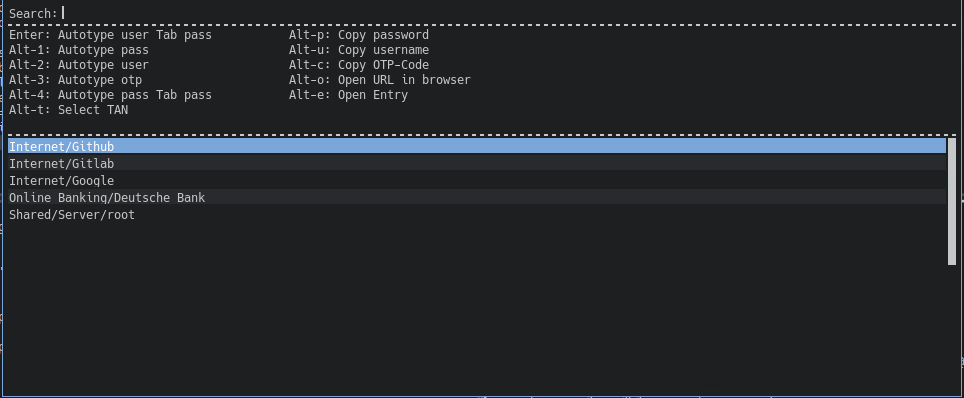 Search:
Enter: Autotype user Tab pass Alt-p: Copy password
Alt-1: Autotype pass Alt-u: Copy username
Alt-2: Autotype user Alt-c: Copy OTP-Code
Alt-3: Autotype otp Alt-o: Open URL in browser
Alt-4: Autotype pass Tab pass Alt-e: Open Entry
Alt-t: Select TAN
Internet/Github
Internet/Gitlab
Internet/Google
Online Banking/Deutsche Bank
Shared/Server/root